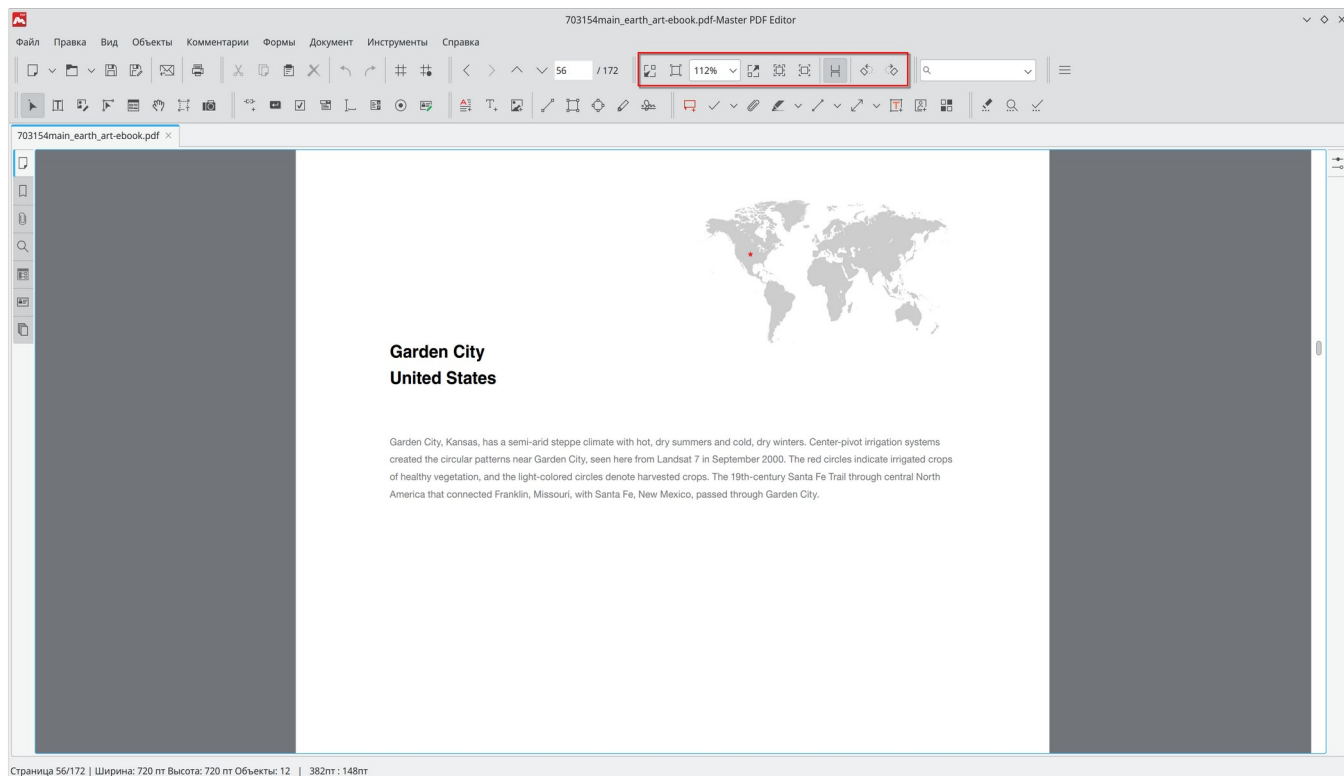 703154main_earth_art-ebook.pdf-Master PDF Editor
Файл Правка Вид Объекты Комментарии Формы Документ Инструменты Справка
56 / 172 112%
703154main_earth_art-ebook.pdf
Garden City
United States
Garden City, Kansas, has a semi-arid steppe climate with hot, dry summers and cold, dry winters. Center-pivot irrigation systems
created the circular patterns near Garden City, seen here from Landsat 7 in September 2000. The red circles indicate irrigated crops
of healthy vegetation, and the light-colored circles denote harvested crops. The 19th-century Santa Fe Trail through central North
America that connected Franklin, Missouri, with Santa Fe, New Mexico, passed through Garden City.
Страница 56/172 | Ширина: 720 пт Высота: 720 пт Объекты: 12 | 382пт : 148пт